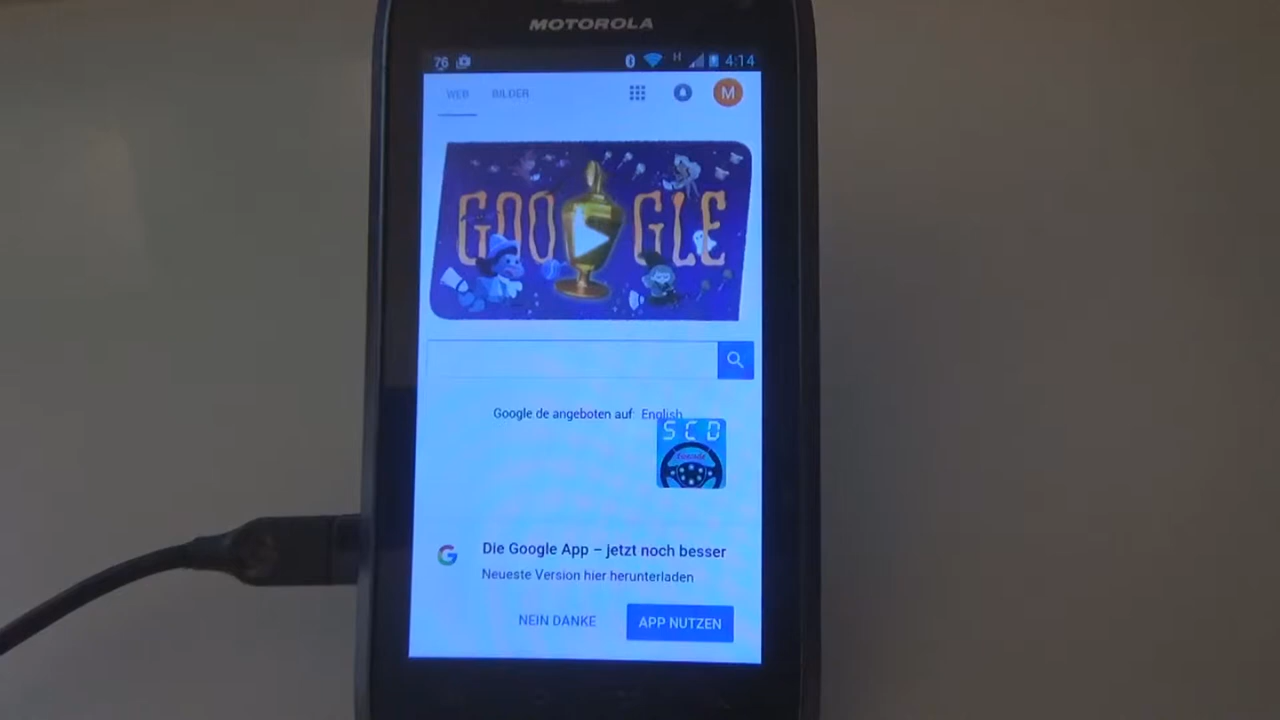 MOTOROLA
76 H 4:14
WEB BILDER M
GOOGLE
Google de angeboten auf: English
SCD
Die Google App – jetzt noch besser
Neueste Version hier herunterladen
NEIN DANKE APP NUTZEN